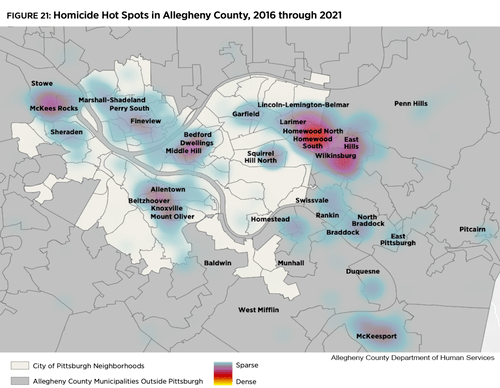 FIGURE 21: Homicide Hot Spots in Allegheny County, 2016 through 2021
Stowe
McKees Rocks
Marshall-Shadeland
Perry South
Fineview
Sheraden
Bedford
Dwellings
Middle Hill
Garfield
Lincoln-Lemington-Belmar
Larimer
Homewood North
Homewood
South
East
Hills
Wilkinsburg
Penn Hills
Squirrel
Hill North
Allentown
Beltzhoover
Knoxville
Mount Oliver
Swissvale
Homestead
Rankin
Braddock
North
Braddock
East
Pittsburgh
Pitcairn
Baldwin
Munhall
Duquesne
West Mifflin
McKeesport
Allegheny County Department of Human Services
City of Pittsburgh Neighborhoods
Allegheny County Municipalities Outside Pittsburgh
Sparse
Dense